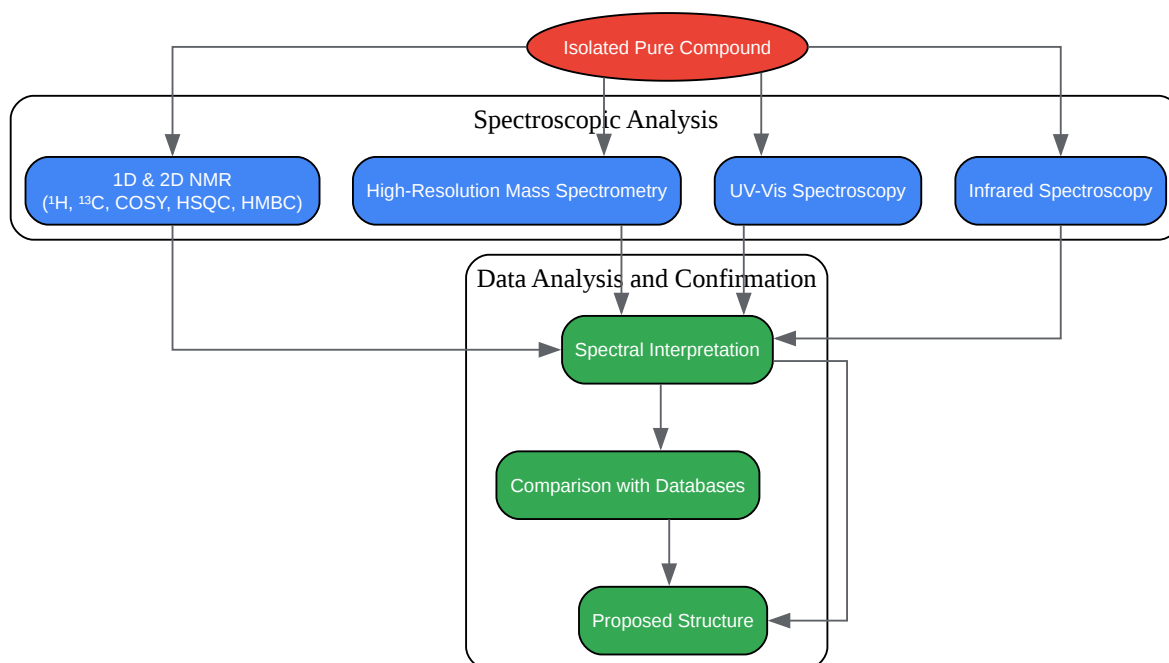 Isolated Pure Compound
Spectroscopic Analysis
1D & 2D NMR
(¹H, ¹³C, COSY, HSQC, HMBC)
High-Resolution Mass Spectrometry
UV-Vis Spectroscopy
Infrared Spectroscopy
Data Analysis and Confirmation
Spectral Interpretation
Comparison with Databases
Proposed Structure